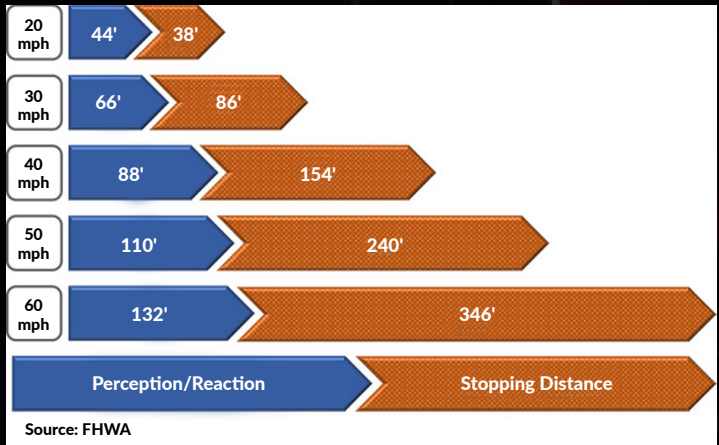 20
mph
44' 38'
30
mph
66' 86'
40
mph
88' 154'
50
mph
110' 240'
60
mph
132' 346'
Perception/Reaction Stopping Distance
Source: FHWA